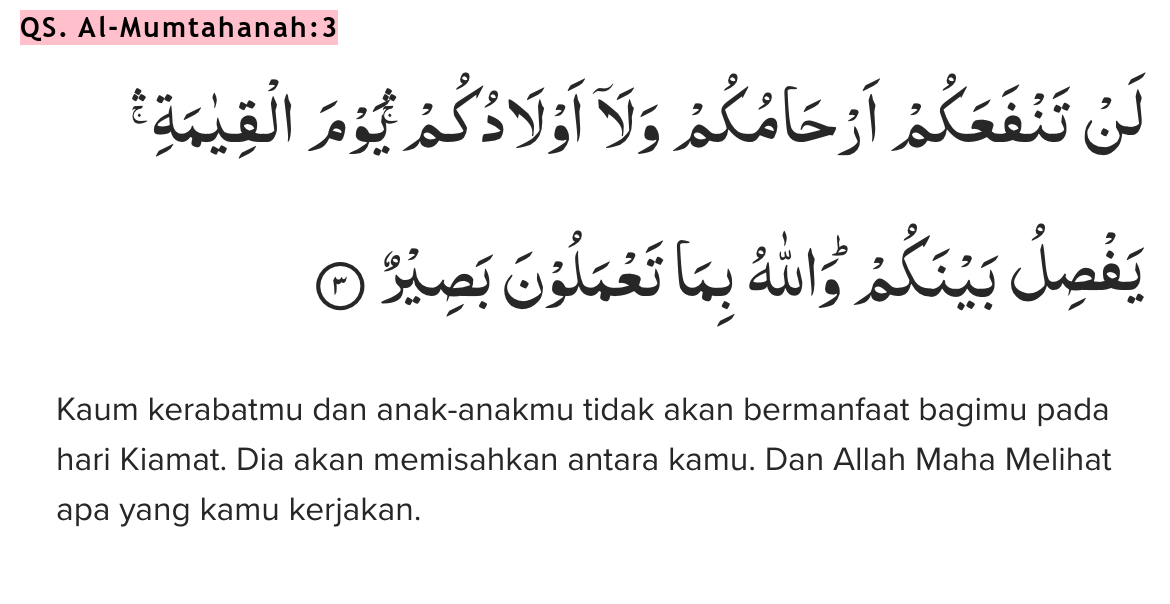 QS. Al-Mumtahanah:3
لَنْ تَنْفَعَكُمْ اَرْحَامُكُمْ وَلَآ اَوْلَادُكُمْ ۛيَوْمَ الْقِيٰمَةِ ۛ
يَفْصِلُ بَيْنَكُمْۗ وَاللّٰهُ بِمَا تَعْمَلُوْنَ بَصِيْرٌ ٣
Kaum kerabatmu dan anak-anakmu tidak akan bermanfaat bagimu pada
hari Kiamat. Dia akan memisahkan antara kamu. Dan Allah Maha Melihat
apa yang kamu kerjakan.